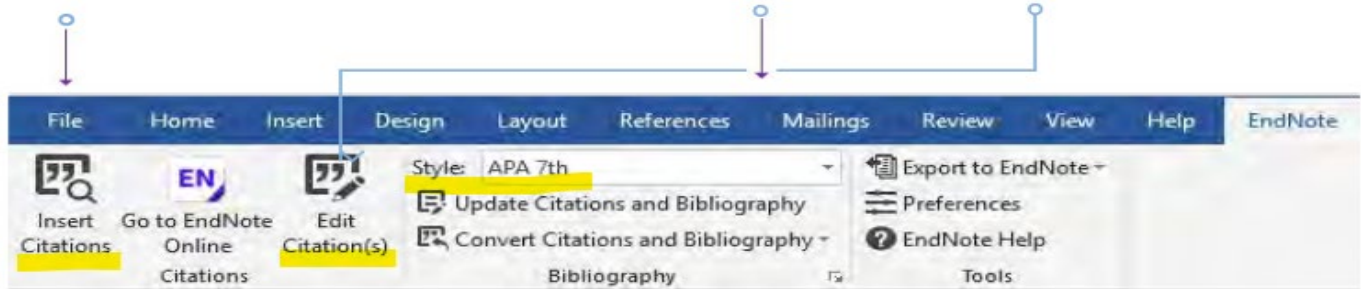 File Home Insert Design Layout References Mailings Review View Help EndNote
Insert Citations
EN
Go to EndNote Online
Edit Citation(s)
Citations
Style: APA 7th
Update Citations and Bibliography
Convert Citations and Bibliography
Bibliography
Export to EndNote
Preferences
EndNote Help
Tools